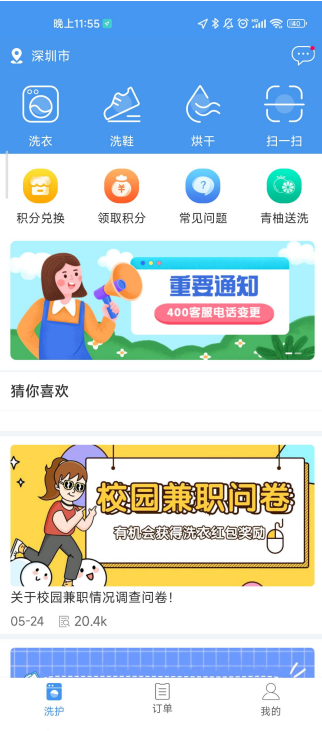 晚上11:55
深圳市
洗衣
洗鞋
烘干
扫一扫
积分兑换
领取积分
常见问题
青柚送洗
重要通知
400客服电话变更
猜你喜欢
校园兼职问卷
有机会获得洗衣红包奖励
关于校园兼职情况调查问卷！
05-24 20.4k
洗护
订单
我的